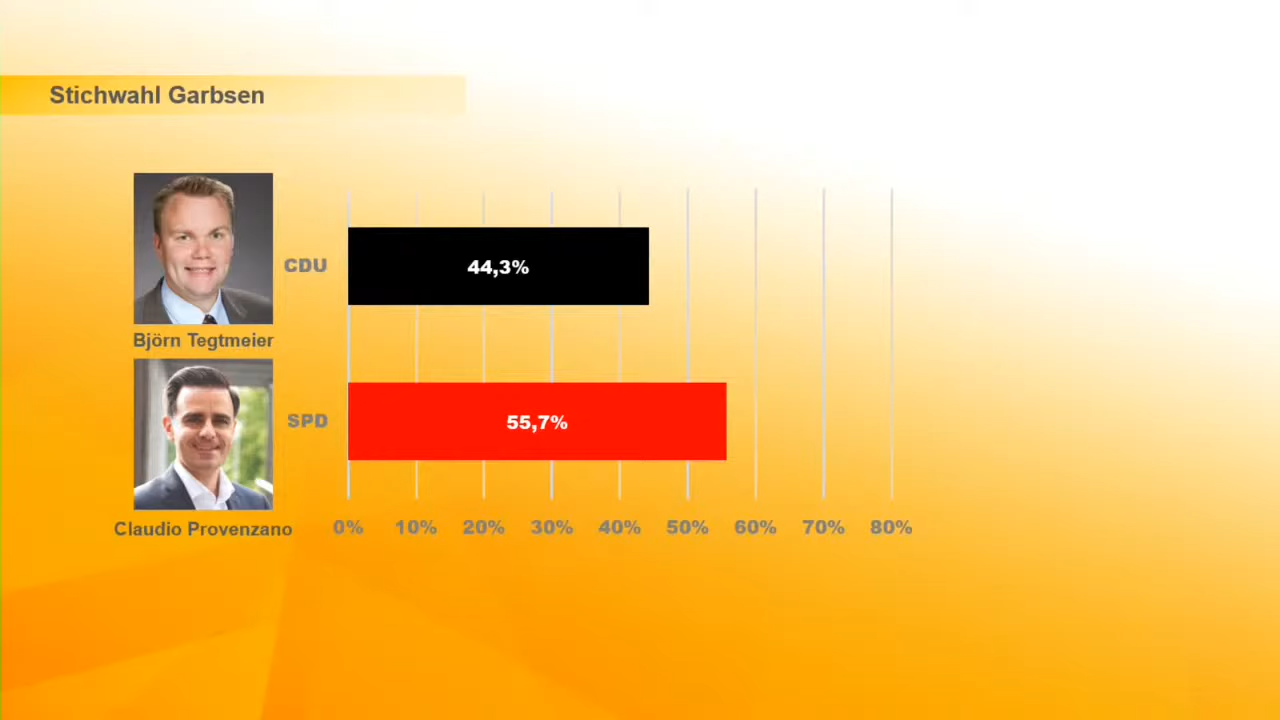 Stichwahl Garbsen
CDU
44,3%
Björn Tegtmeier
SPD
55,7%
Claudio Provenzano
0% 10% 20% 30% 40% 50% 60% 70% 80%